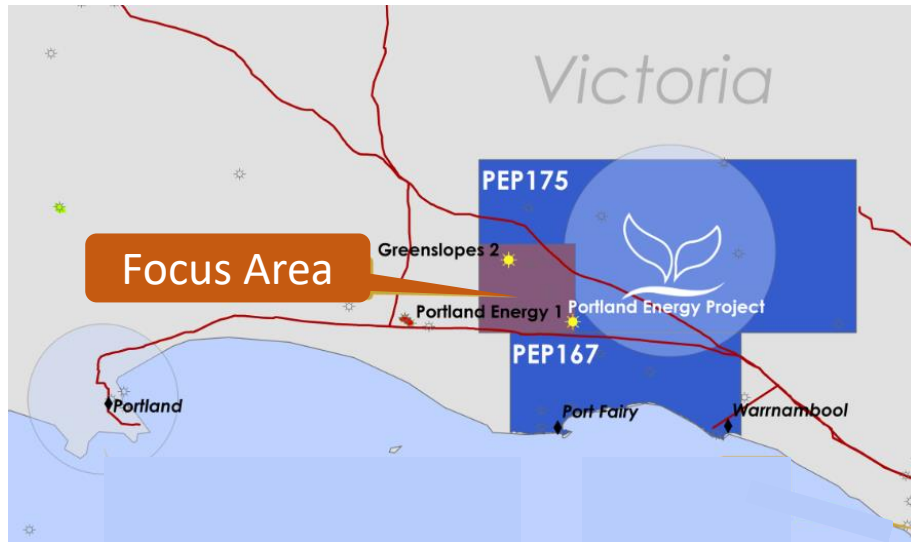 Victoria
PEP175
Greenslopes 2
Focus Area
Portland Energy 1
Portland Energy Project
PEP167
Portland
Port Fairy
Warrnambool